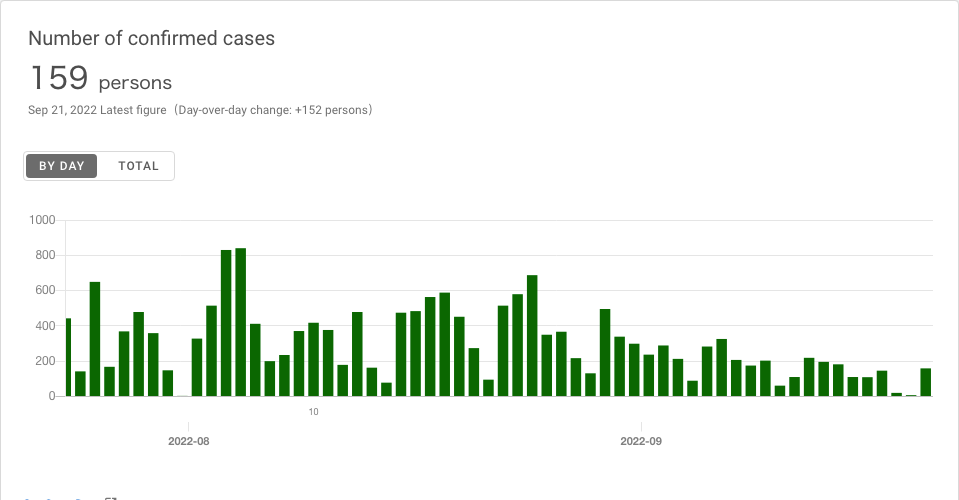 Number of confirmed cases
159 persons
Sep 21, 2022 Latest figure（Day-over-day change: +152 persons）
BY DAY TOTAL
1000
800
600
400
200
0
10
2022-08 2022-09